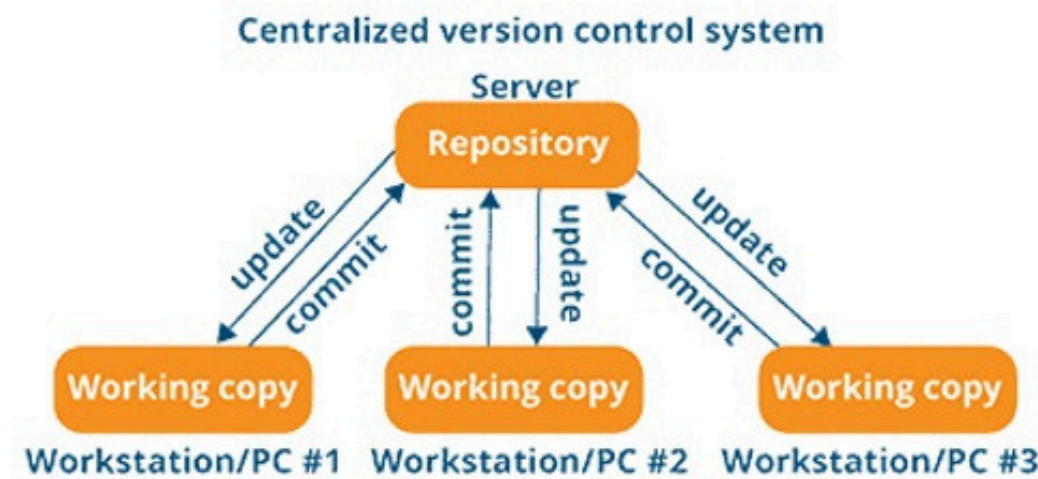 Centralized version control system
Server
Repository
update
commit
commit
update
commit
update
Working copy
Working copy
Working copy
Workstation/PC #1
Workstation/PC #2
Workstation/PC #3